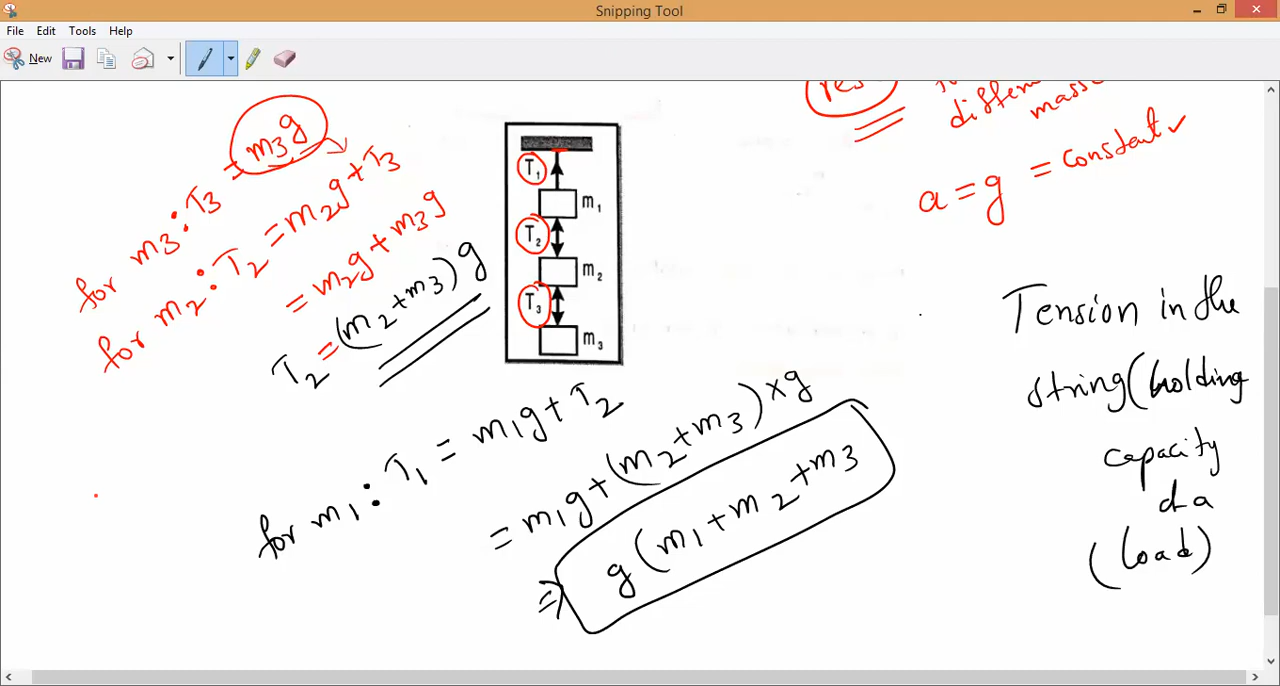 Snipping Tool
File Edit Tools Help
New
for m3 : T3 = m3g
for m2 : T2 = m2g + T3
= m2g + m3g
T2 = (m2+m3) g
T1
m1
T2
m2
T3
m3
for m1 : T1 = m1g + T2
= m1g + (m2+m3) × g
⇒ g (m1 + m2 + m3
a = g = constant ✓
Tension in the
string (holding
capacity
of a
(load)